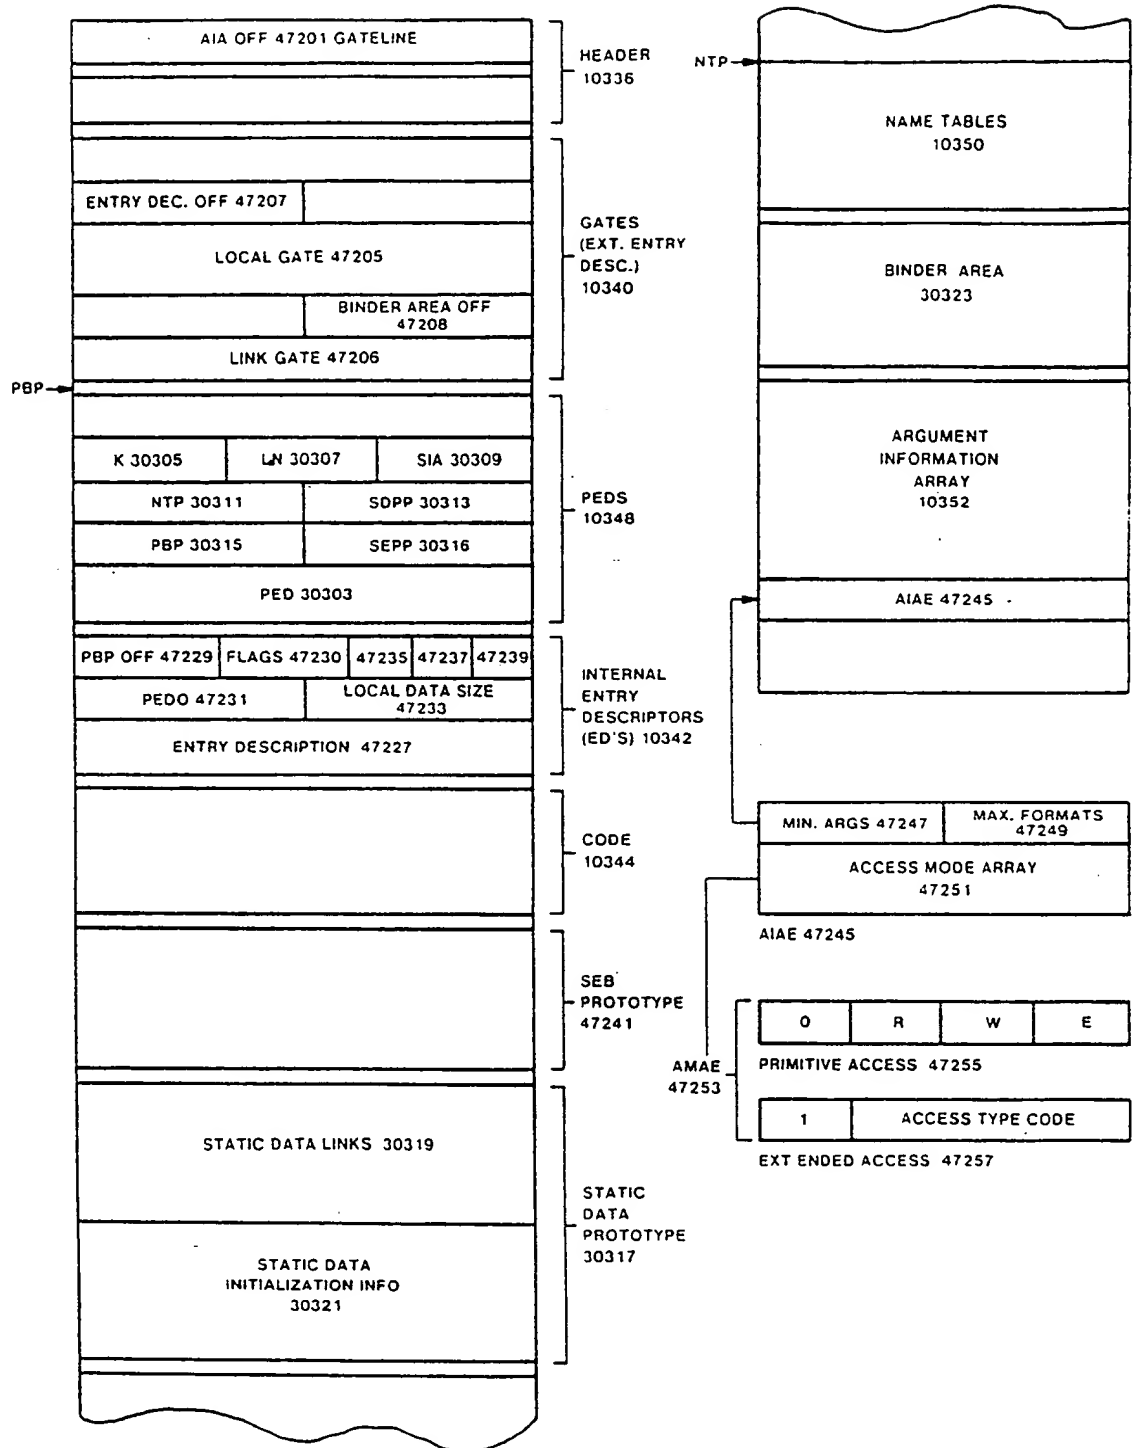 AIA OFF 47201 GATELINE
HEADER
10336
ENTRY DEC. OFF 47207
LOCAL GATE 47205
BINDER AREA OFF
47208
LINK GATE 47206
GATES
(EXT. ENTRY
DESC.)
10340
PBP
K 30305
LN 30307
SIA 30309
NTP 30311
SDPP 30313
PBP 30315
SEPP 30316
PED 30303
PEDS
10348
PBP OFF 47229
FLAGS 47230
47235
47237
47239
PEDO 47231
LOCAL DATA SIZE
47233
ENTRY DESCRIPTION 47227
INTERNAL
ENTRY
DESCRIPTORS
(ED'S) 10342
CODE
10344
SEB
PROTOTYPE
47241
STATIC DATA LINKS 30319
STATIC DATA
INITIALIZATION INFO
30321
STATIC
DATA
PROTOTYPE
30317
NTP
NAME TABLES
10350
BINDER AREA
30323
ARGUMENT
INFORMATION
ARRAY
10352
AIAE 47245
MIN. ARGS 47247
MAX. FORMATS
47249
ACCESS MODE ARRAY
47251
AIAE 47245
AMAE
47253
0
R
W
E
PRIMITIVE ACCESS 47255
1
ACCESS TYPE CODE
EXT ENDED ACCESS 47257